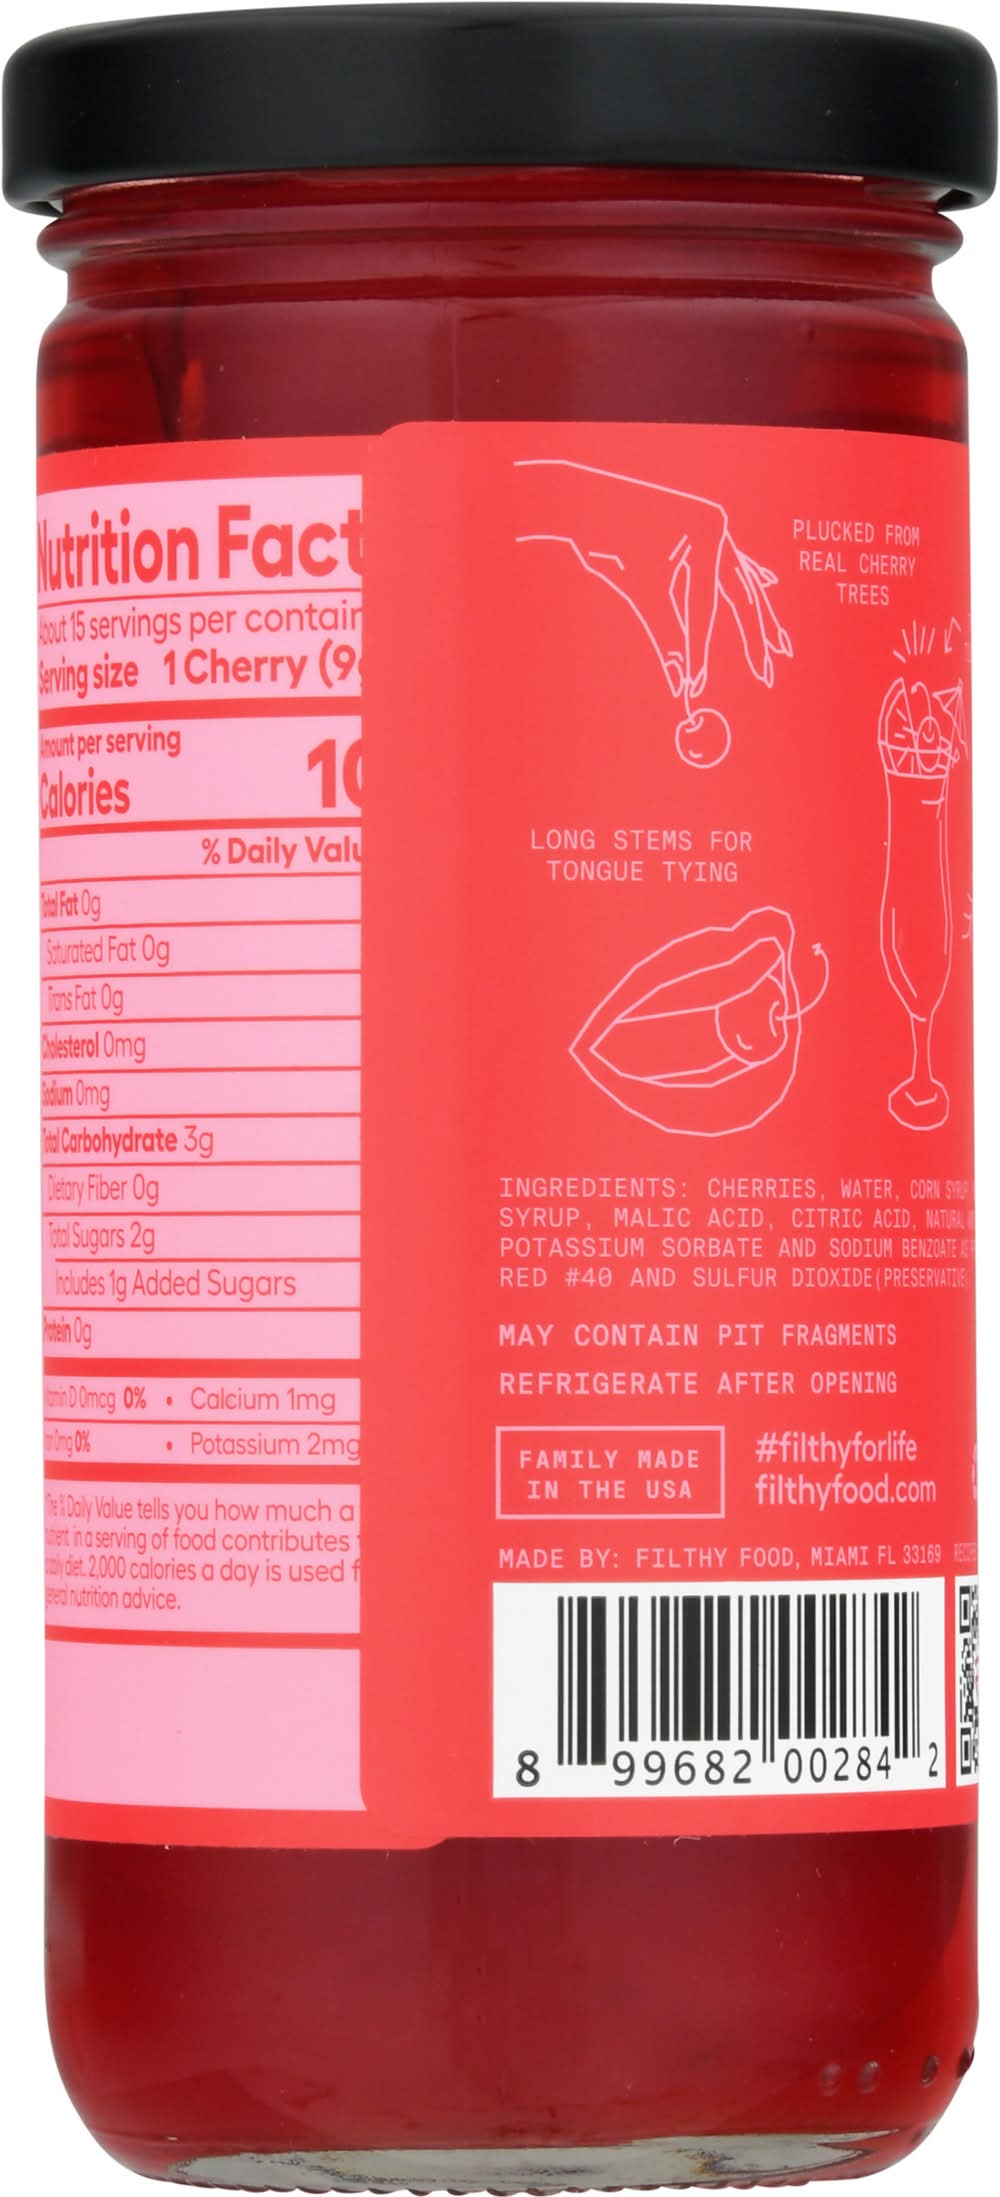 Nutrition Fact
About 15 servings per contain
Serving size 1 Cherry (9g
Amount per serving
Calories 10
% Daily Valu
Total Fat 0g
Saturated Fat 0g
Trans Fat 0g
Cholesterol 0mg
Sodium 0mg
Total Carbohydrate 3g
Dietary Fiber 0g
Total Sugars 2g
Includes 1g Added Sugars
Protein 0g
Vitamin D 0mcg 0% • Calcium 1mg
Iron 0mg 0% • Potassium 2mg
*The % Daily Value tells you how much a
nutrient in a serving of food contributes
a daily diet. 2,000 calories a day is used f
general nutrition advice.
PLUCKED FROM
REAL CHERRY
TREES
LONG STEMS FOR
TONGUE TYING
INGREDIENTS: CHERRIES, WATER, CORN SYRUP
SYRUP, MALIC ACID, CITRIC ACID, NATURAL
POTASSIUM SORBATE AND SODIUM BENZOATE AS
RED #40 AND SULFUR DIOXIDE(PRESERVATIVE
MAY CONTAIN PIT FRAGMENTS
REFRIGERATE AFTER OPENING
FAMILY MADE
IN THE USA
#filthyforlife
filthyfood.com
MADE BY: FILTHY FOOD, MIAMI FL 33169
8 99682 00284 2